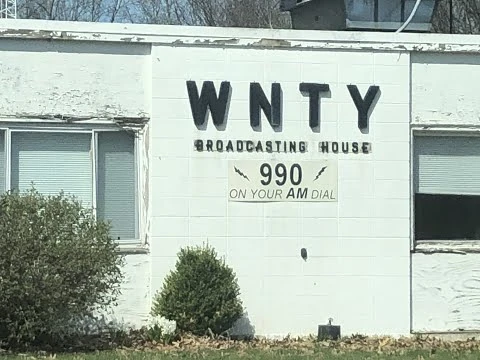 WNTY
BROADCASTING HOUSE
990
ON YOUR AM DIAL